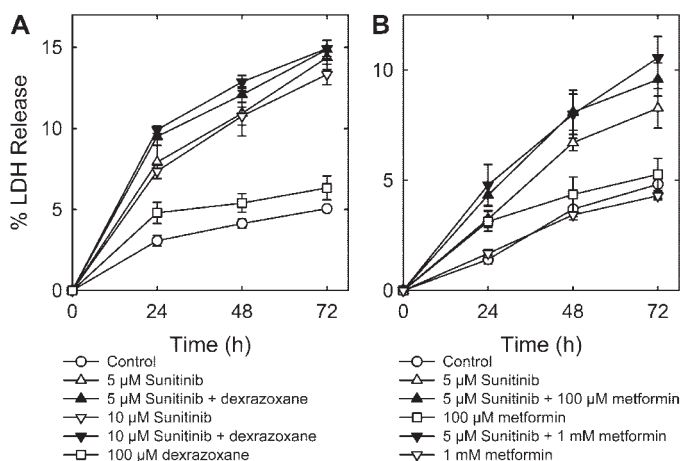 A
B
15
10
5
0
% LDH Release
0 24 48 72
Time (h)
10
5
0
0 24 48 72
Time (h)
Control
5 µM Sunitinib
5 µM Sunitinib + dexrazoxane
10 µM Sunitinib
10 µM Sunitinib + dexrazoxane
100 µM dexrazoxane
Control
5 µM Sunitinib
5 µM Sunitinib + 100 µM metformin
100 µM metformin
5 µM Sunitinib + 1 mM metformin
1 mM metformin